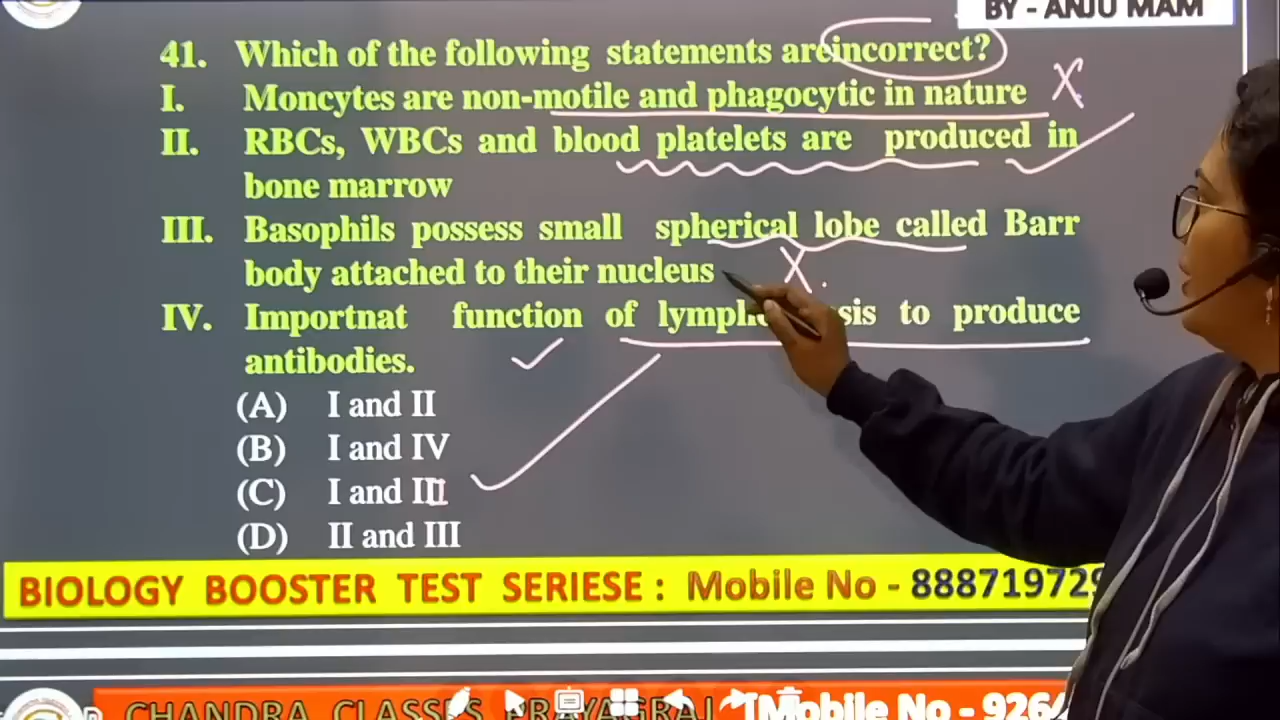 BY - ANJU MAM
41. Which of the following statements are incorrect?
I. Moncytes are non-motile and phagocytic in nature X
II. RBCs, WBCs and blood platelets are produced in
bone marrow
III. Basophils possess small spherical lobe called Barr
body attached to their nucleus X
IV. Importnat function of to produce
antibodies.
(A) I and II
(B) I and IV
(C) I and III
(D) II and III
BIOLOGY BOOSTER TEST SERIESE : Mobile No - 888719729
CHANDRA CLASSES PRAYAGRAJ Mobile No - 926